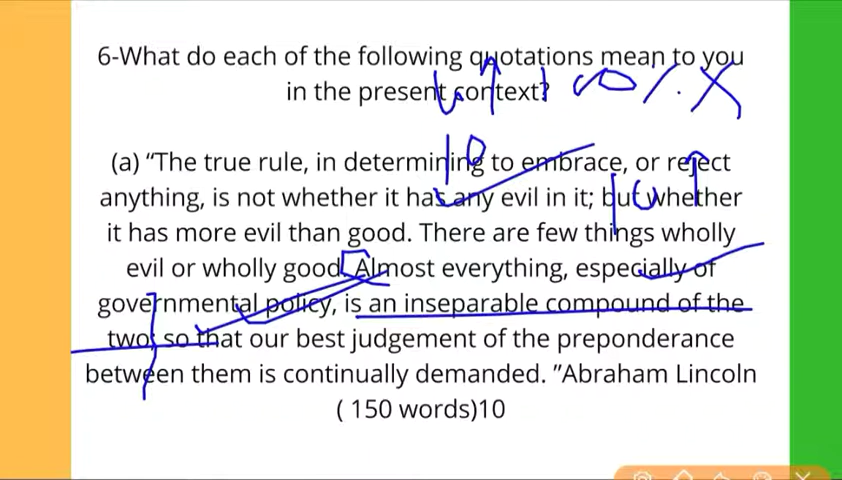 6-What do each of the following quotations mean to you
in the present context?
(a) “The true rule, in determining to embrace, or reject
anything, is not whether it has any evil in it; but whether
it has more evil than good. There are few things wholly
evil or wholly good. Almost everything, especially of
governmental policy, is an inseparable compound of the
two, so that our best judgement of the preponderance
between them is continually demanded. ”Abraham Lincoln
( 150 words)10